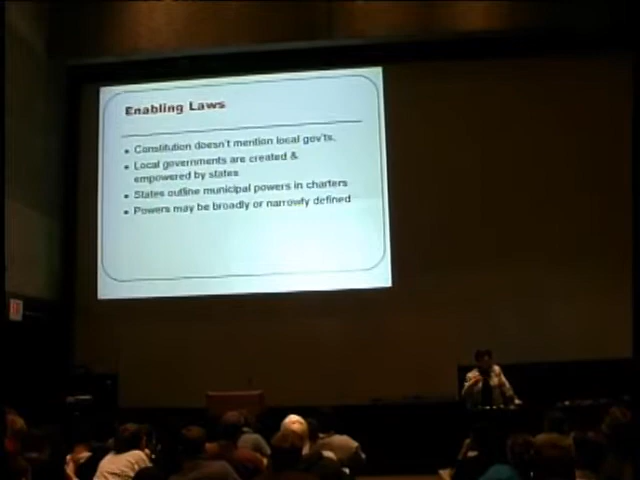 Enabling Laws
• Constitution doesn't mention local gov'ts.
• Local governments are created &
empowered by states
• States outline municipal powers in charters
• Powers may be broadly or narrowly defined